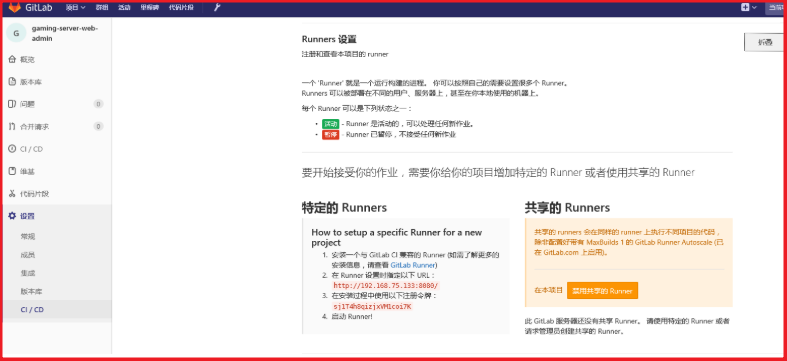 GitLab 项目 群组 活动 里程碑 代码片段
G gaming-server-web-admin
概览
版本库
问题 0
合并请求 0
CI / CD
维基
代码片段
设置
常规
成员
集成
版本库
CI / CD
Runners 设置
折叠
注册和查看本项目的 runner
一个 'Runner' 就是一个运行构建的进程。 你可以按照自己的需要设置很多个 Runner。
Runners 可以被部署在不同的用户、服务器上，甚至在你本地使用的机器上。
每个 Runner 可以是下列状态之一：
• 活动 - Runner 是活动的，可以处理任何新作业。
• 暂停 - Runner 已暂停，不接受任何新作业
要开始接受你的作业，需要你给你的项目增加特定的 Runner 或者使用共享的 Runner
特定的 Runners
How to setup a specific Runner for a new
project
1. 安装一个与 GitLab CI 兼容的 Runner (如需了解更多的
安装信息，请查看 GitLab Runner)
2. 在 Runner 设置时指定以下 URL：
http://192.168.75.133:8080/
3. 在安装过程中使用以下注册令牌：
sj1T4h8qizjxVM1coi7K
4. 启动 Runner!
共享的 Runners
共享的 runners 会在同样的 runner 上执行不同项目的代码，
除非配置好带有 MaxBuilds 1 的 GitLab Runner Autoscale (已
在 GitLab.com 上启用)。
在本项目 禁用共享的 Runner
此 GitLab 服务器还没有共享 Runner。 请使用特定的 Runner 或者
请求管理员创建共享的 Runner。